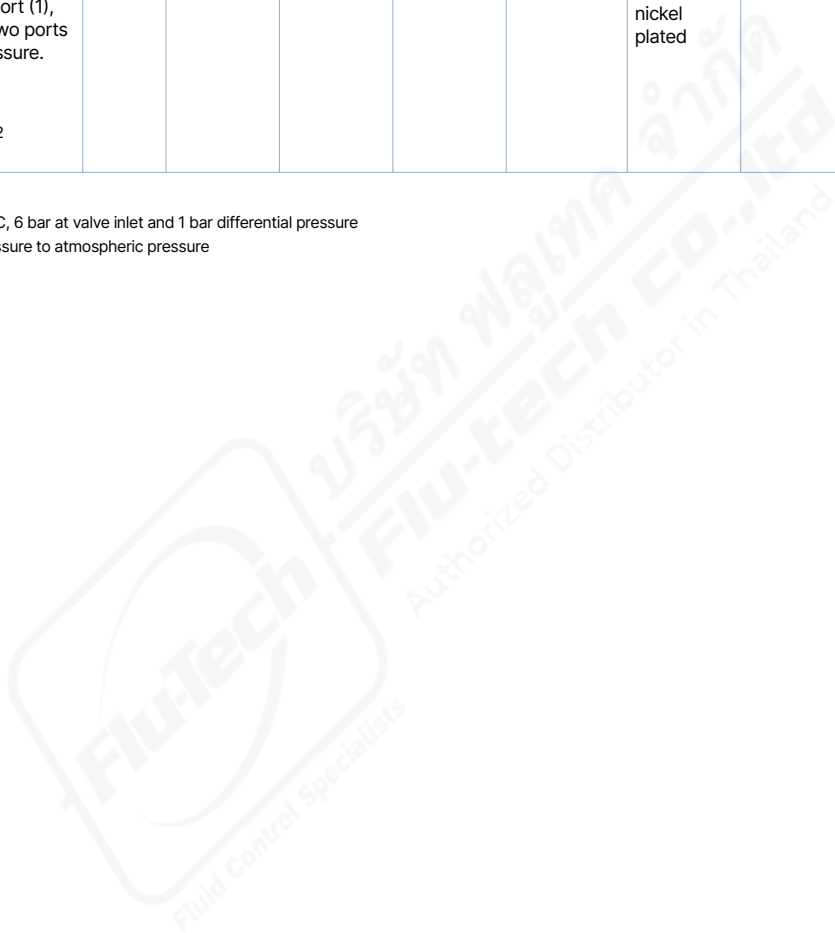 ort (1),
wo ports
ssure.
2
nickel
plated
C, 6 bar at valve inlet and 1 bar differential pressure
ssure to atmospheric pressure
บริษัท ฟลูเทค จำกัด
Flu-tech co.,ltd
Authorized Distributor in Thailand
Flu-Tech
Fluid Control Specialists